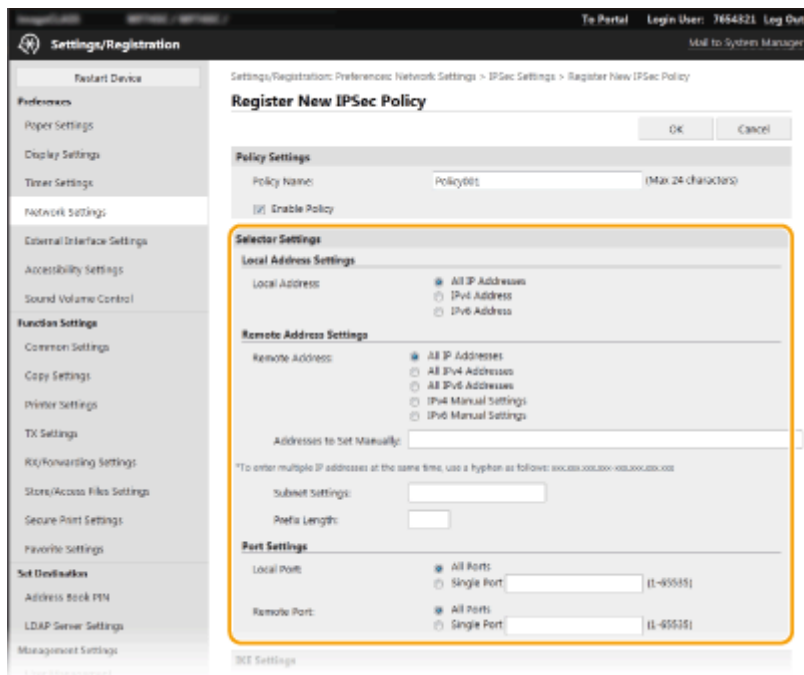 To Portal Login User: 7654321 Log Out
Settings/Registration
Mail to System Manager
Restart Device
Preferences
Paper Settings
Display Settings
Timer Settings
Network Settings
External Interface Settings
Accessibility Settings
Sound Volume Control
Function Settings
Common Settings
Copy Settings
Printer Settings
TX Settings
RX/Forwarding Settings
Store/Access Files Settings
Secure Print Settings
Favorite Settings
Set Destination
Address Book PIN
LDAP Server Settings
Management Settings
Settings/Registration: Preferences: Network Settings > IPSec Settings > Register New IPSec Policy
Register New IPSec Policy
OK Cancel
Policy Settings
Policy Name: Policy001 (Max 24 characters)
Enable Policy
Selector Settings
Local Address Settings
Local Address: All IP Addresses
IPv4 Address
IPv6 Address
Remote Address Settings
Remote Address: All IP Addresses
All IPv4 Addresses
All IPv6 Addresses
IPv4 Manual Settings
IPv6 Manual Settings
Addresses to Set Manually:
*To enter multiple IP addresses at the same time, use a hyphen as follows: xxx.xxx.xxx.xxx-xxx.xxx.xxx.xxx
Subnet Settings:
Prefix Length:
Port Settings
Local Port: All Ports
Single Port (1-65535)
Remote Port: All Ports
Single Port (1-65535)
IKE Settings